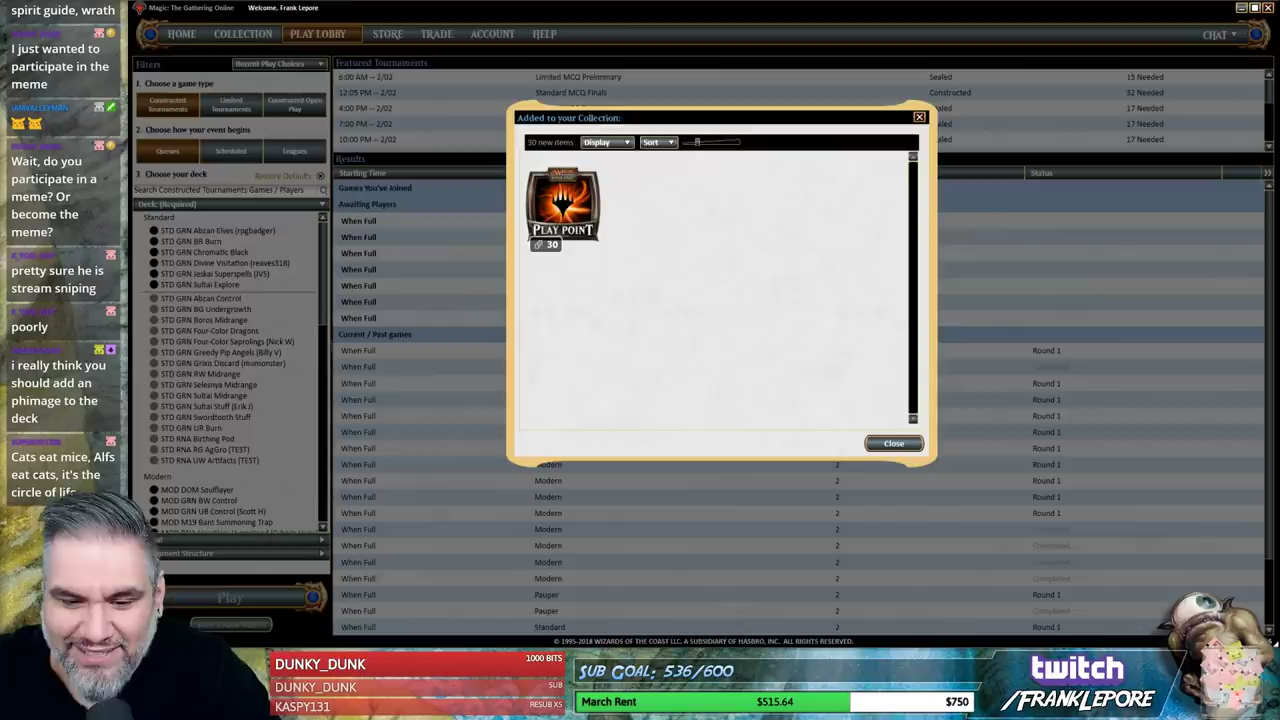 spirit guide, wrath
I just wanted to
participate in the
meme
Wait, do you
participate in a
meme? Or
become the
meme?
pretty sure he is
stream sniping
poorly
i really think you
should add an
phimage to the
deck
Cats eat mice, Alfs
eat cats, it's the
circle of life
Magic: The Gathering Online Welcome, Frank Lepore
HOME COLLECTION PLAY LOBBY STORE TRADE ACCOUNT HELP CHAT
Filters Recent Play Choices
1. Choose a game type
Constructed Tournaments
Limited Tournaments
Constructed Open Play
2. Choose how your event begins
Queues Scheduled Leagues
3. Choose your deck Restore Defaults
Search Constructed Tournaments Games / Players
Deck: (Required)
Standard
STD GRN Abzan Elves (rpgbadger)
STD GRN BR Burn
STD GRN Chromatic Black
STD GRN Divine Visitation (reaves318)
STD GRN Jeskai Superspells (JVS)
STD GRN Sultai Explore
STD GRN Abzan Control
STD GRN BG Undergrowth
STD GRN Boros Midrange
STD GRN Four-Color Dragons
STD GRN Four-Color Saprolings (Nick W)
STD GRN Greedy Pip Angels (Billy V)
STD GRN Grixis Discard (munsonster)
STD GRN RW Midrange
STD GRN Selesnya Midrange
STD GRN Sultai Midrange
STD GRN Sultai Stuff (Erik J)
STD GRN Swordtooth Stuff
STD GRN UR Burn
STD RNA Birthing Pod
STD RNA RG AgGro (TEST)
STD RNA UW Artifacts (TEST)
Modern
MOD DOM Soulflayer
MOD GRN BW Control
MOD GRN UB Control (Scott H)
MOD M19 Bant Summoning Trap
Play
Featured Tournaments
6:00 AM -- 2/02 Limited MCQ Preliminary Sealed 15 Needed
12:05 PM -- 2/02 Standard MCQ Finals Constructed 32 Needed
4:00 PM -- 2/02 17 Needed
7:00 PM -- 2/02 17 Needed
10:00 PM -- 2/02 17 Needed
Results
Starting Time Status
Games You've Joined
Awaiting Players
When Full
When Full
When Full
When Full
When Full
When Full
When Full
Current / Past games
When Full Round 1
When Full Completed
When Full Round 1
When Full Round 1
When Full Round 1
When Full Round 1
When Full Round 1
When Full Modern 2 Round 1
When Full Modern 2 Round 1
When Full Modern 2 Round 1
When Full Modern 2 Round 1
When Full Modern 2 Completed
When Full Modern 2 Completed
When Full Modern 2 Completed
When Full Modern 2 Completed
When Full Pauper 2 Round 1
When Full Pauper 2 Completed
When Full Standard 2 Round 1
© 1995-2018 WIZARDS OF THE COAST LLC, A SUBSIDIARY OF HASBRO, INC. ALL RIGHTS RESERVED.
Added to your Collection:
30 new items Display Sort
PLAY POINT
30
Close
DUNKY_DUNK 1000 BITS
DUNKY_DUNK SUB
KASPY131 RESUB X5
SUB GOAL: 536/600
March Rent $515.64 $750
twitch
/FRANKLEPORE